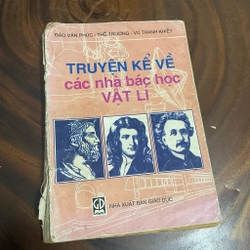 ĐÀO VĂN PHÚC - THẾ TRƯỜNG - VŨ THANH KHIẾT
TRUYỆN KỂ VỀ
các nhà bác học
VẬT LÍ
NHÀ XUẤT BẢN GIÁO DỤC